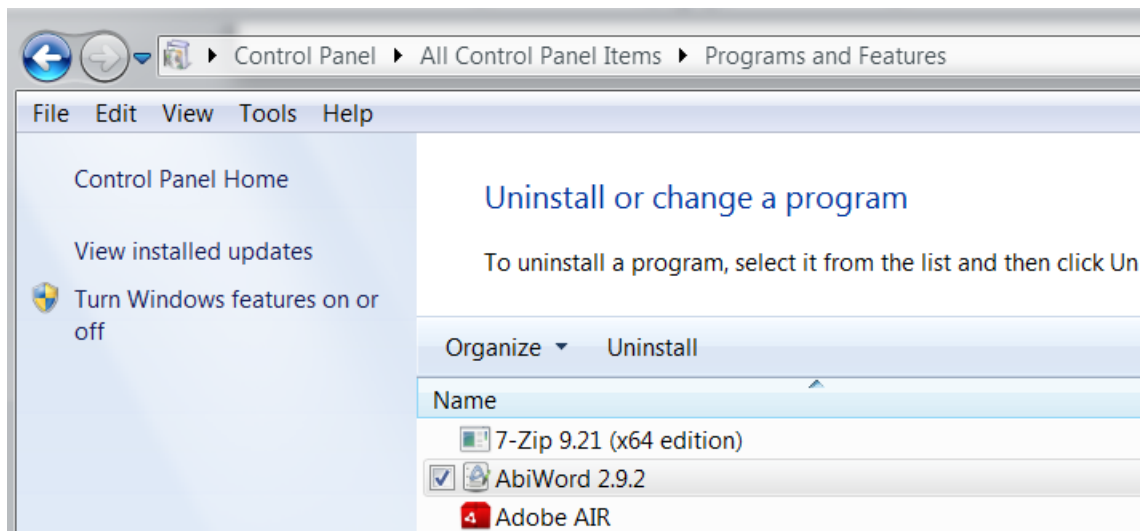 Control Panel All Control Panel Items Programs and Features
File Edit View Tools Help
Control Panel Home
View installed updates
Turn Windows features on or
off
Uninstall or change a program
To uninstall a program, select it from the list and then click Un
Organize Uninstall
Name
7-Zip 9.21 (x64 edition)
AbiWord 2.9.2
Adobe AIR